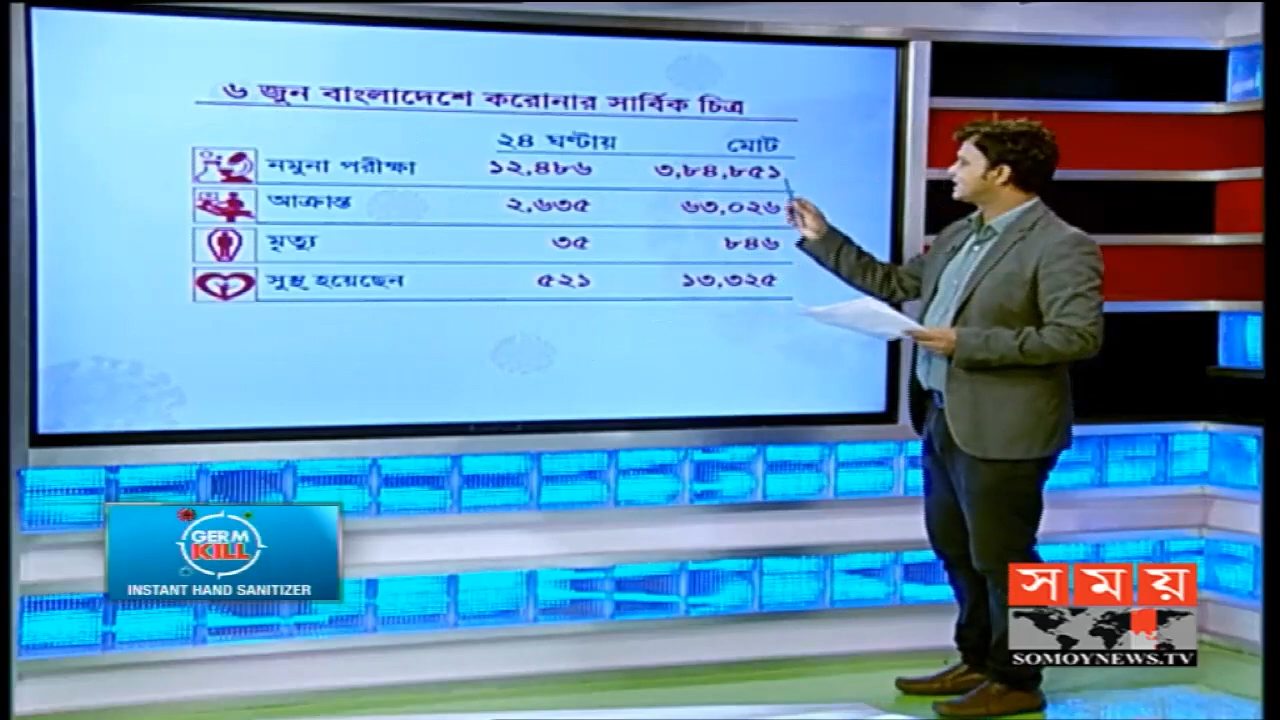 ৬ জুন বাংলাদেশে করোনার সার্বিক চিত্র
২৪ ঘণ্টায় মোট
নমুনা পরীক্ষা ১২,৪৮৬ ৩,৮৪,৮৫১
আক্রান্ত ২,৬৩৫ ৬৩,০২৬
মৃত্যু ৩৫ ৮৪৬
সুস্থ হয়েছেন ৫২১ ১৩,৩২৫
GERM
KILL
INSTANT HAND SANITIZER
সময়
SOMOYNEWS.TV